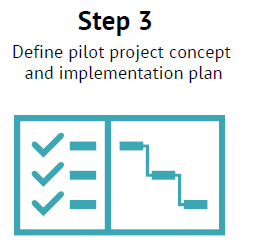 Step 3
Define pilot project concept
and implementation plan